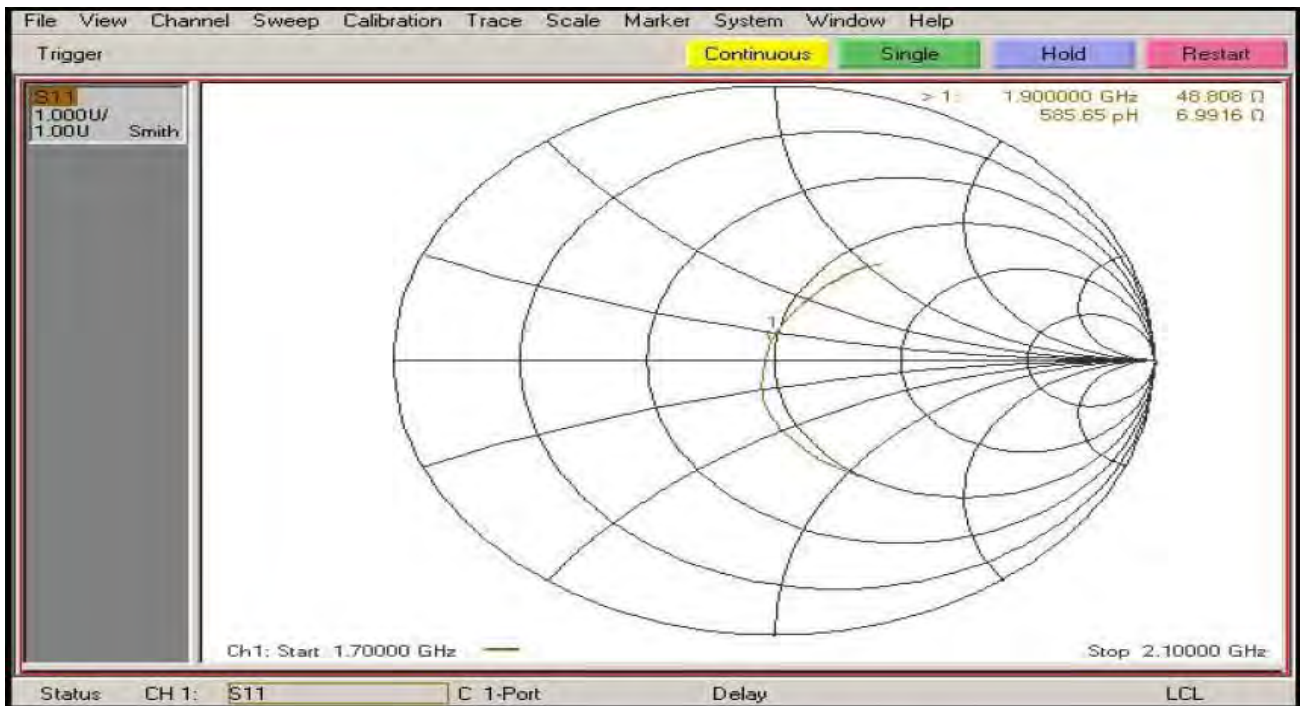 File View Channel Sweep Calibration Trace Scale Marker System Window Help
Trigger Continuous Single Hold Restart
S11
1.000U/
1.00U Smith
> 1: 1.900000 GHz 48.808 Ω
585.65 pH 6.9916 Ω
1
Ch1: Start 1.70000 GHz Stop 2.10000 GHz
Status CH 1: S11 C 1-Port Delay LCL